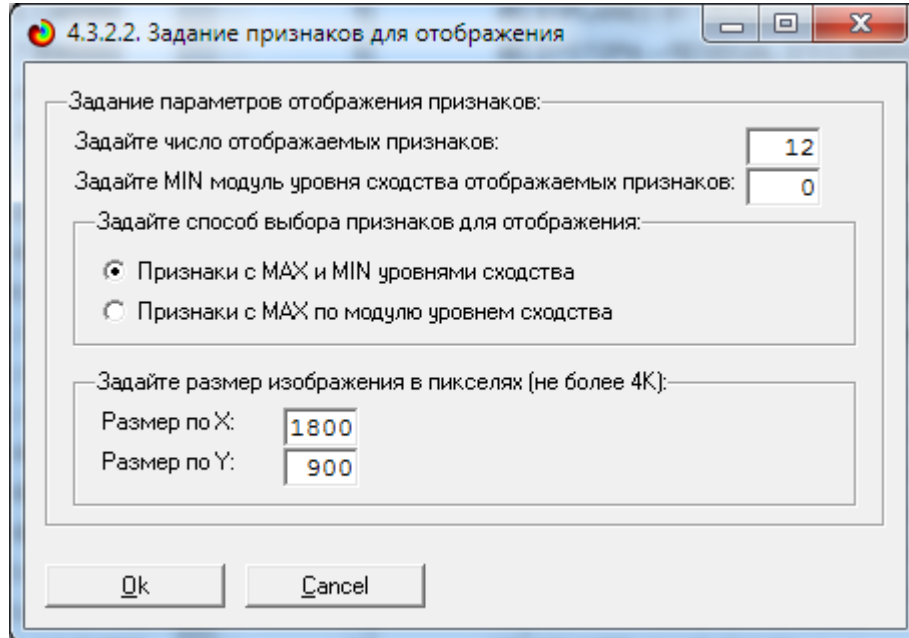 4.3.2.2. Задание признаков для отображения
Задание параметров отображения признаков:
Задайте число отображаемых признаков: 12
Задайте MIN модуль уровня сходства отображаемых признаков: 0
Задайте способ выбора признаков для отображения:
Признаки с MAX и MIN уровнями сходства
Признаки с MAX по модулю уровнем сходства
Задайте размер изображения в пикселях (не более 4К):
Размер по X: 1800
Размер по Y: 900
Ok Cancel